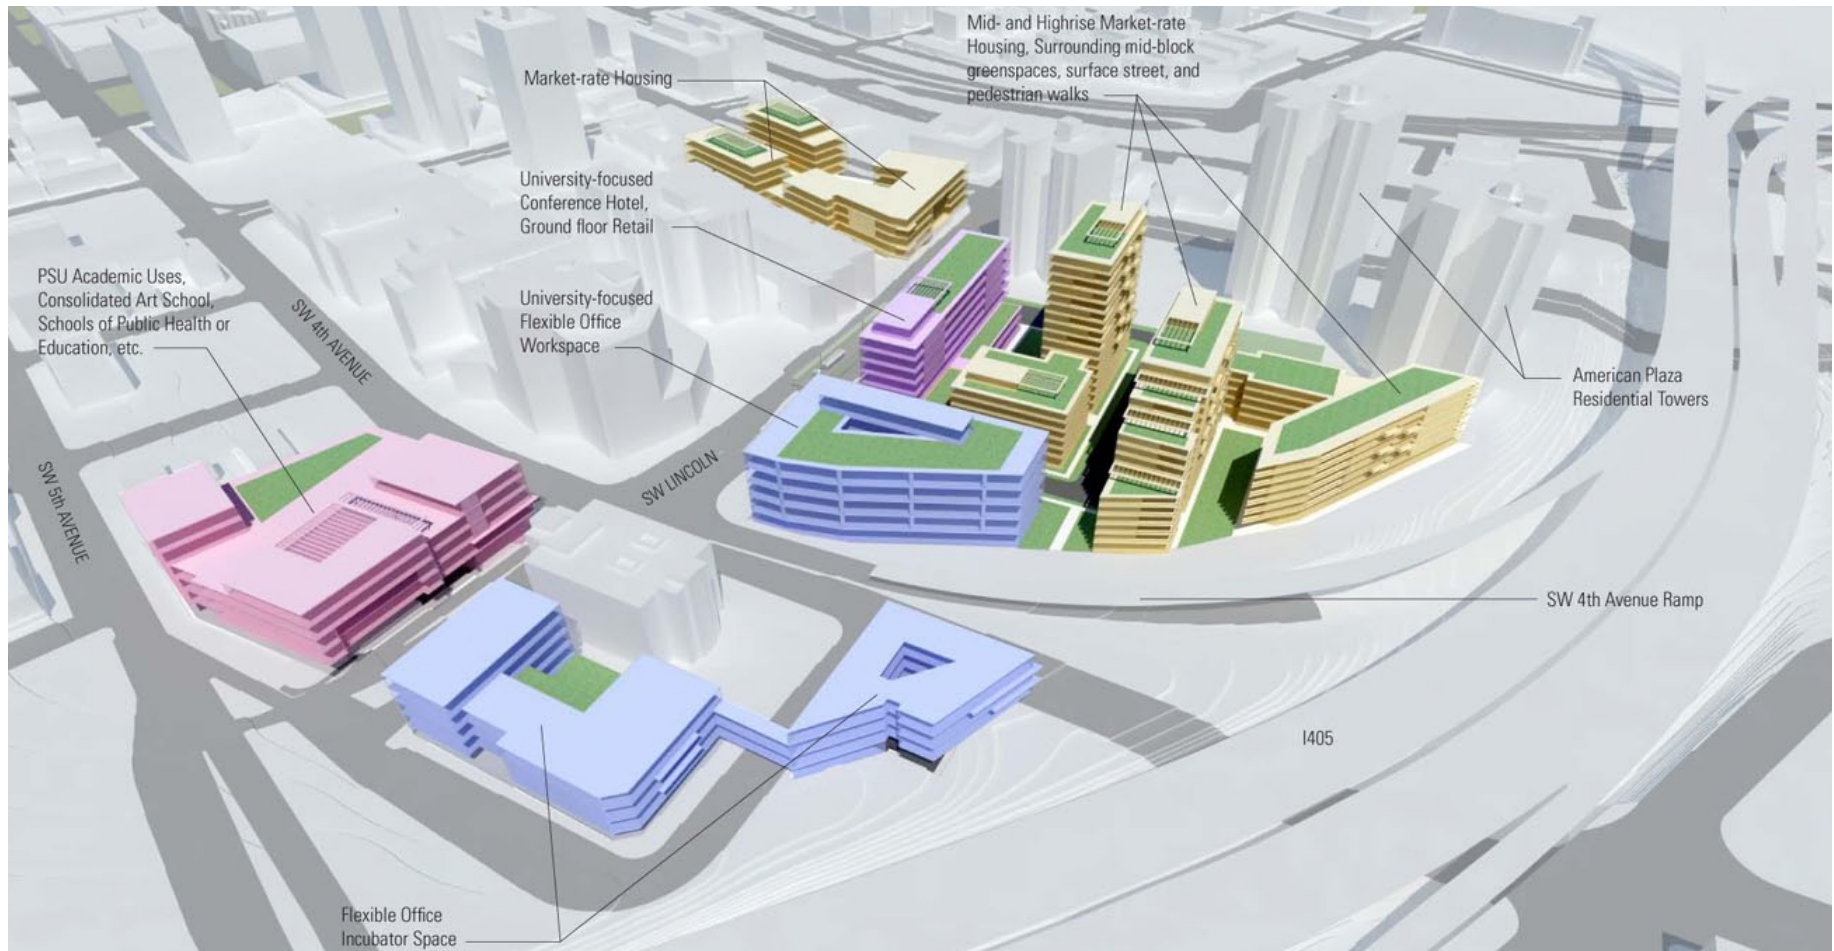 Mid- and Highrise Market-rate
Housing, Surrounding mid-block
greenspaces, surface street, and
pedestrian walks
Market-rate Housing
University-focused
Conference Hotel,
Ground floor Retail
PSU Academic Uses,
Consolidated Art School,
Schools of Public Health or
Education, etc.
University-focused
Flexible Office
Workspace
SW 4th AVENUE
American Plaza
Residential Towers
SW 5th AVENUE
SW LINCOLN
SW 4th Avenue Ramp
I405
Flexible Office
Incubator Space